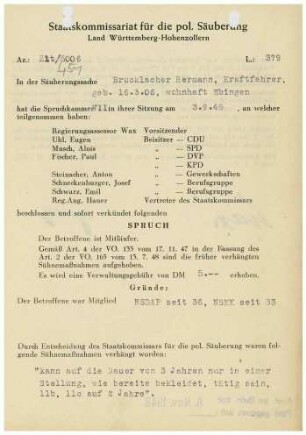 Staatskommissariat für die pol. Säuberung
Land Württemberg-Hohenzollern
Az.: 21t/5006 L: 379
451
In der Säuberungssache Brucklacher Hermann, Kraftfahrer,
geb. 16.3.06, wohnhaft Ebingen
hat die Spruchkammer VII in ihrer Sitzung am 3.9.48, an welcher
teilgenommen haben:
Regierungsassessor Wax Vorsitzender
Uhl, Eugen Beisitzer — CDU
Musch, Alois „ — SPD
Fischer, Paul „ — DVP
„ — KPD
Steimacher, Anton „ — Gewerkschaften
Schneckenburger, Josef „ — Berufsgruppe
Schwarz, Emil „ — Berufsgruppe
Reg.Ang. Hauer Vertreter des Staatskommissars
beschlossen und sofort verkündet folgenden
SPRUCH
Der Betroffene ist Mitläufer.
Gemäß Art. 4 der VO. 133 vom 17. 11. 47 in der Fassung des
Art. 2 der VO. 165 vom 13. 7. 48 sind die früher verhängten
Sühnemaßnahmen aufgehoben.
Es wird eine Verwaltungsgebühr von DM 5.-- erhoben.
Gründe:
Der Betroffene war Mitglied NSDAP seit 36, NSKK seit 33
Durch Entscheidung des Staatskommissars für die pol. Säuberung waren folgende
Sühnemaßnahmen verhängt worden:
"kann auf die Dauer von 3 Jahren nur in einer
Stellung, wie bereits bekleidet, tätig sein,
11b, 11c auf 2 Jahre".